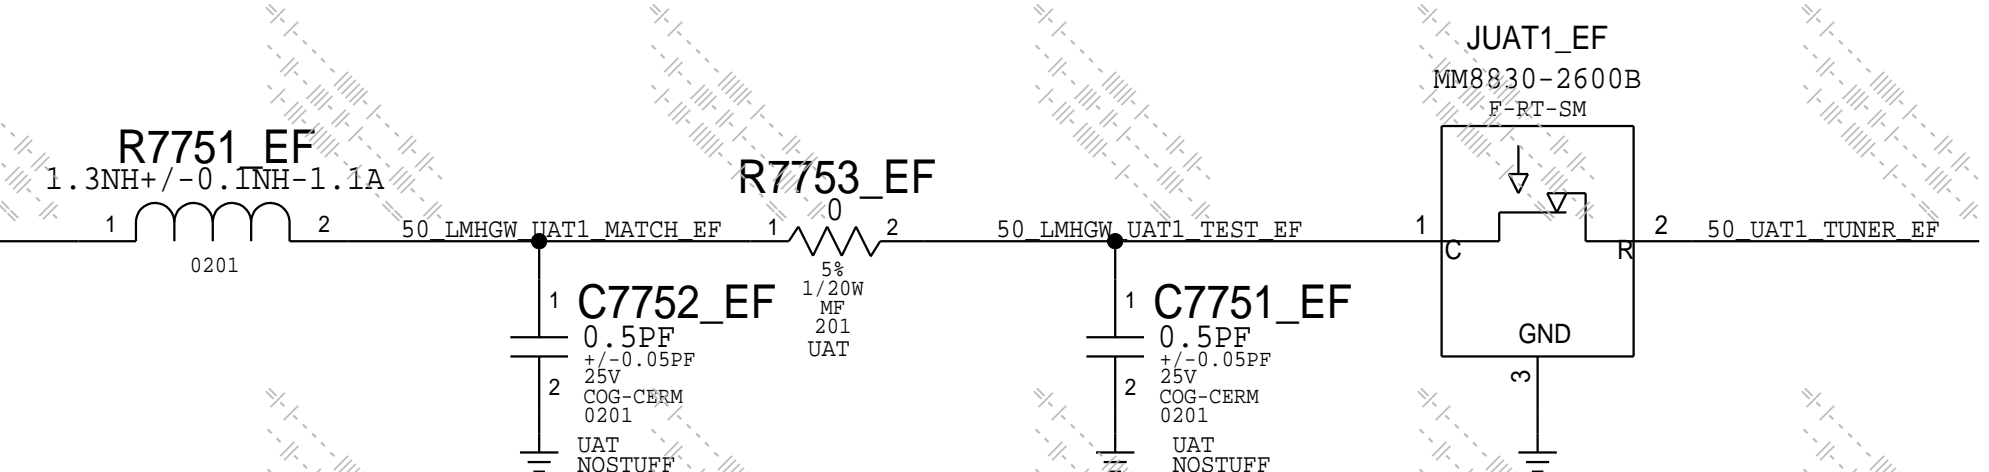 JUAT1_EF
MM8830-2600B
F-RT-SM
R7751_EF
1.3NH+/-0.1NH-1.1A
1
2
0201
50_LMHGW_UAT1_MATCH_EF
R7753_EF
0
1
2
5%
1/20W
MF
201
UAT
50_LMHGW_UAT1_TEST_EF
1
C
R
2
50_UAT1_TUNER_EF
GND
3
1
C7752_EF
0.5PF
+/-0.05PF
25V
2
COG-CERM
0201
UAT
NOSTUFF
1
C7751_EF
0.5PF
+/-0.05PF
25V
2
COG-CERM
0201
UAT
NOSTUFF